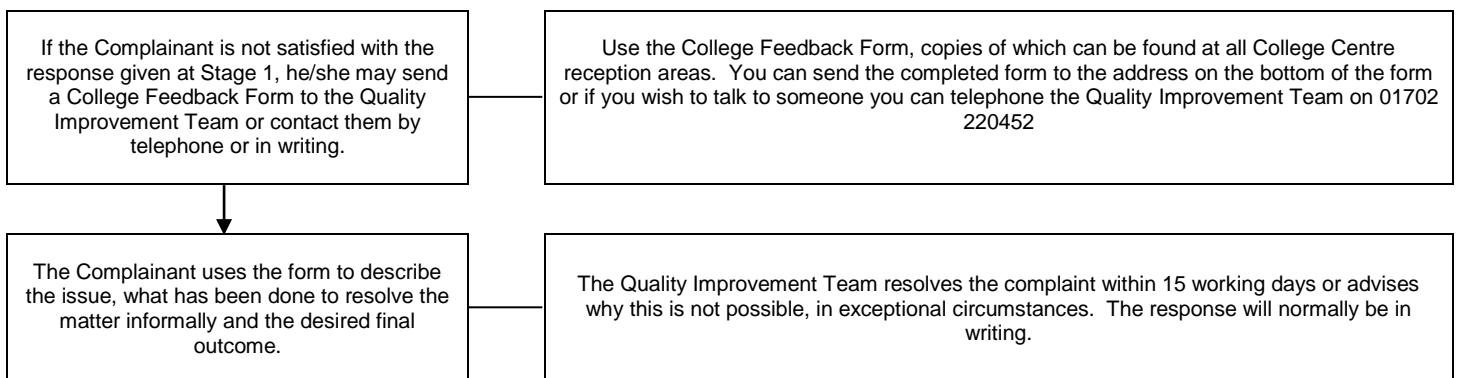 If the Complainant is not satisfied with the
response given at Stage 1, he/she may send
a College Feedback Form to the Quality
Improvement Team or contact them by
telephone or in writing.
Use the College Feedback Form, copies of which can be found at all College Centre
reception areas.  You can send the completed form to the address on the bottom of the form
or if you wish to talk to someone you can telephone the Quality Improvement Team on 01702
220452
The Complainant uses the form to describe
the issue, what has been done to resolve the
matter informally and the desired final
outcome.
The Quality Improvement Team resolves the complaint within 15 working days or advises
why this is not possible, in exceptional circumstances.  The response will normally be in
writing.